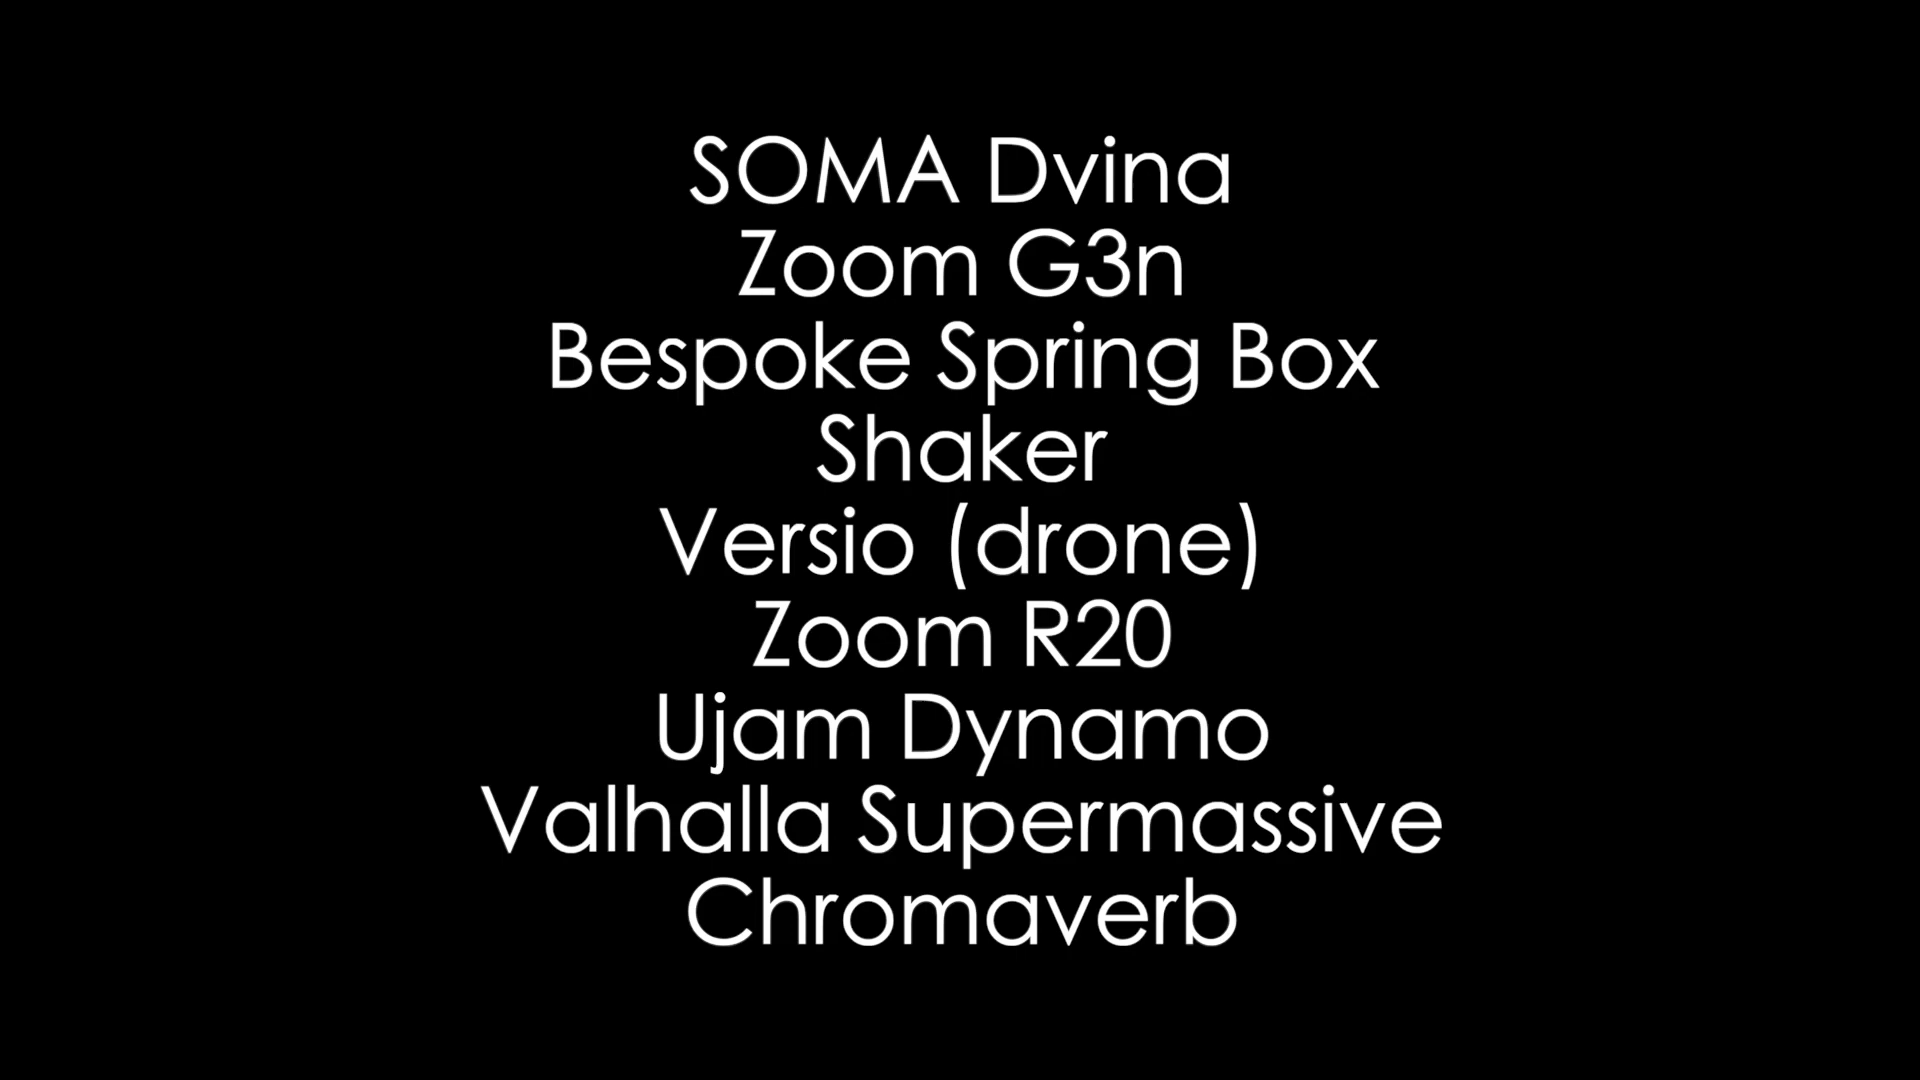 SOMA Dvina
Zoom G3n
Bespoke Spring Box
Shaker
Versio (drone)
Zoom R20
Ujam Dynamo
Valhalla Supermassive
Chromaverb